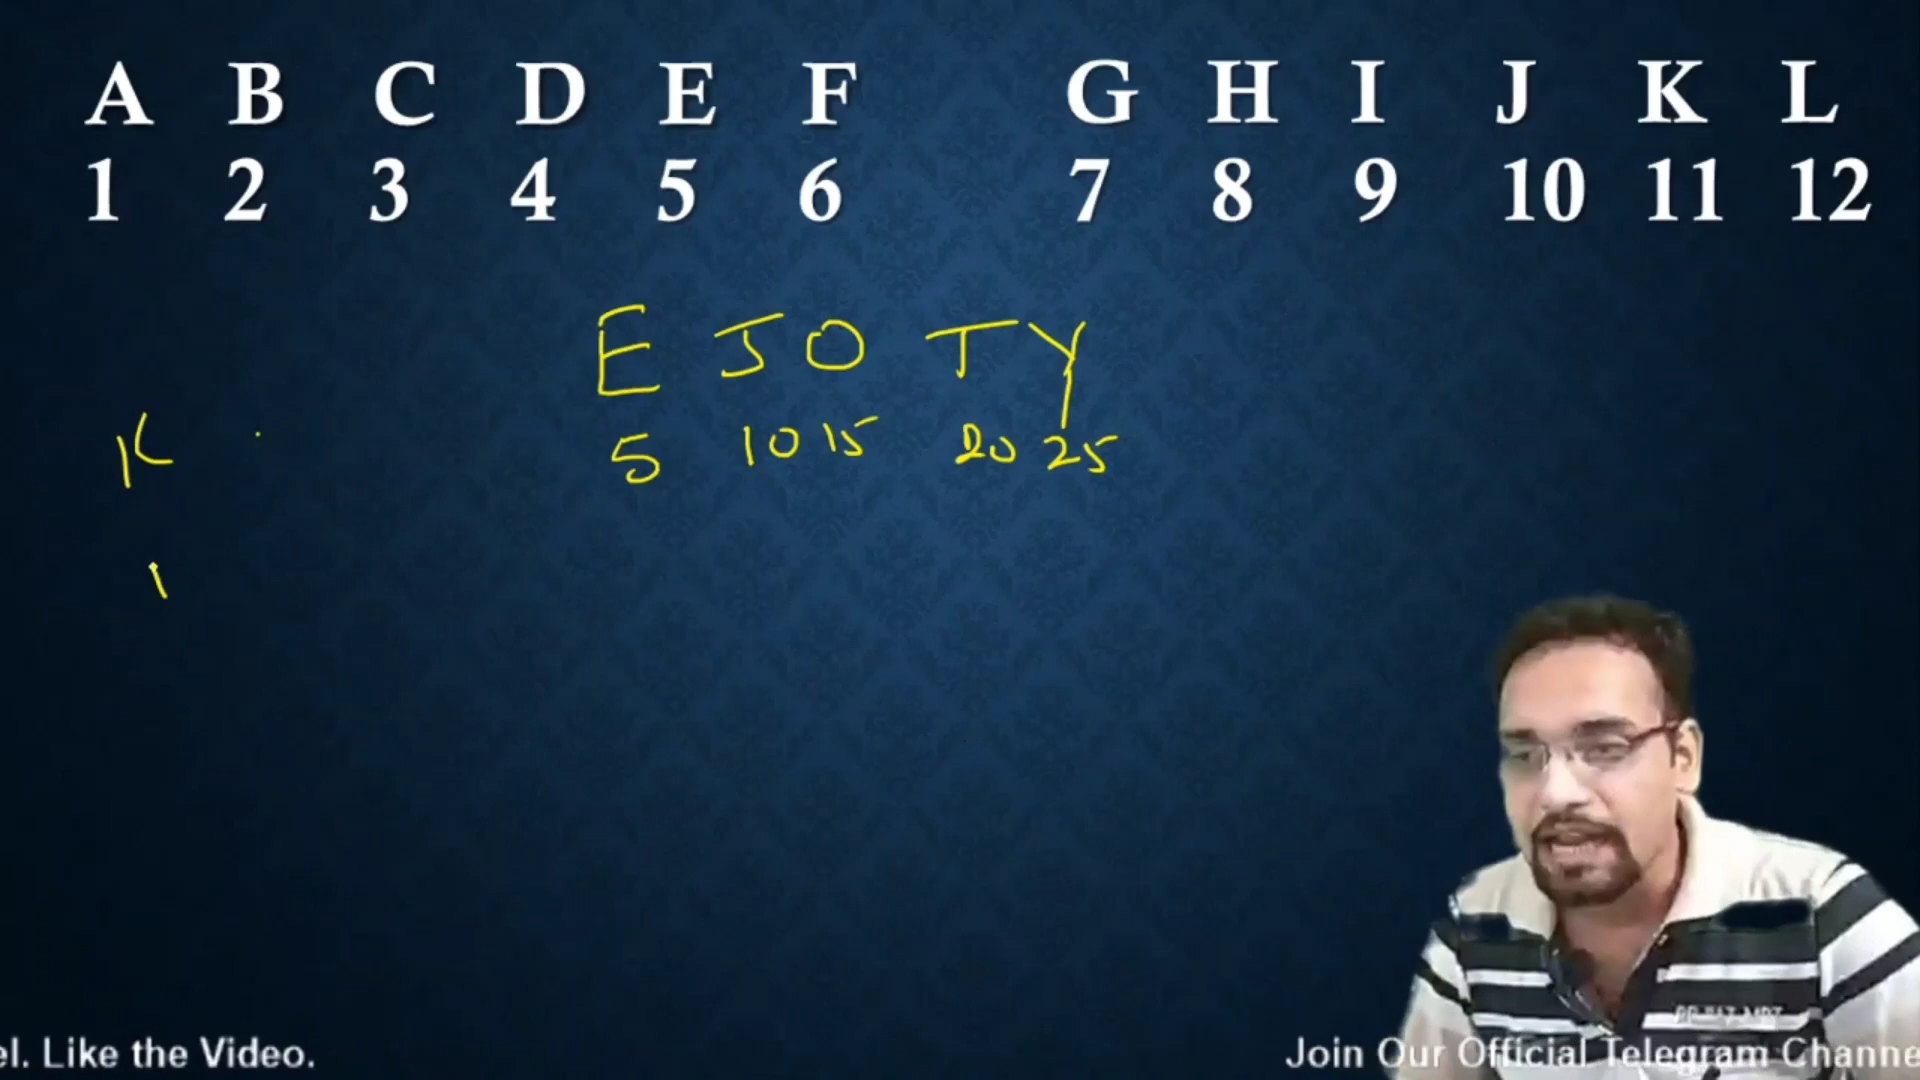 A B C D E F G H I J K L
1 2 3 4 5 6 7 8 9 10 11 12
E J O T Y
K
5 10 15 20 25
el. Like the Video.
Join Our Official Telegram Channe